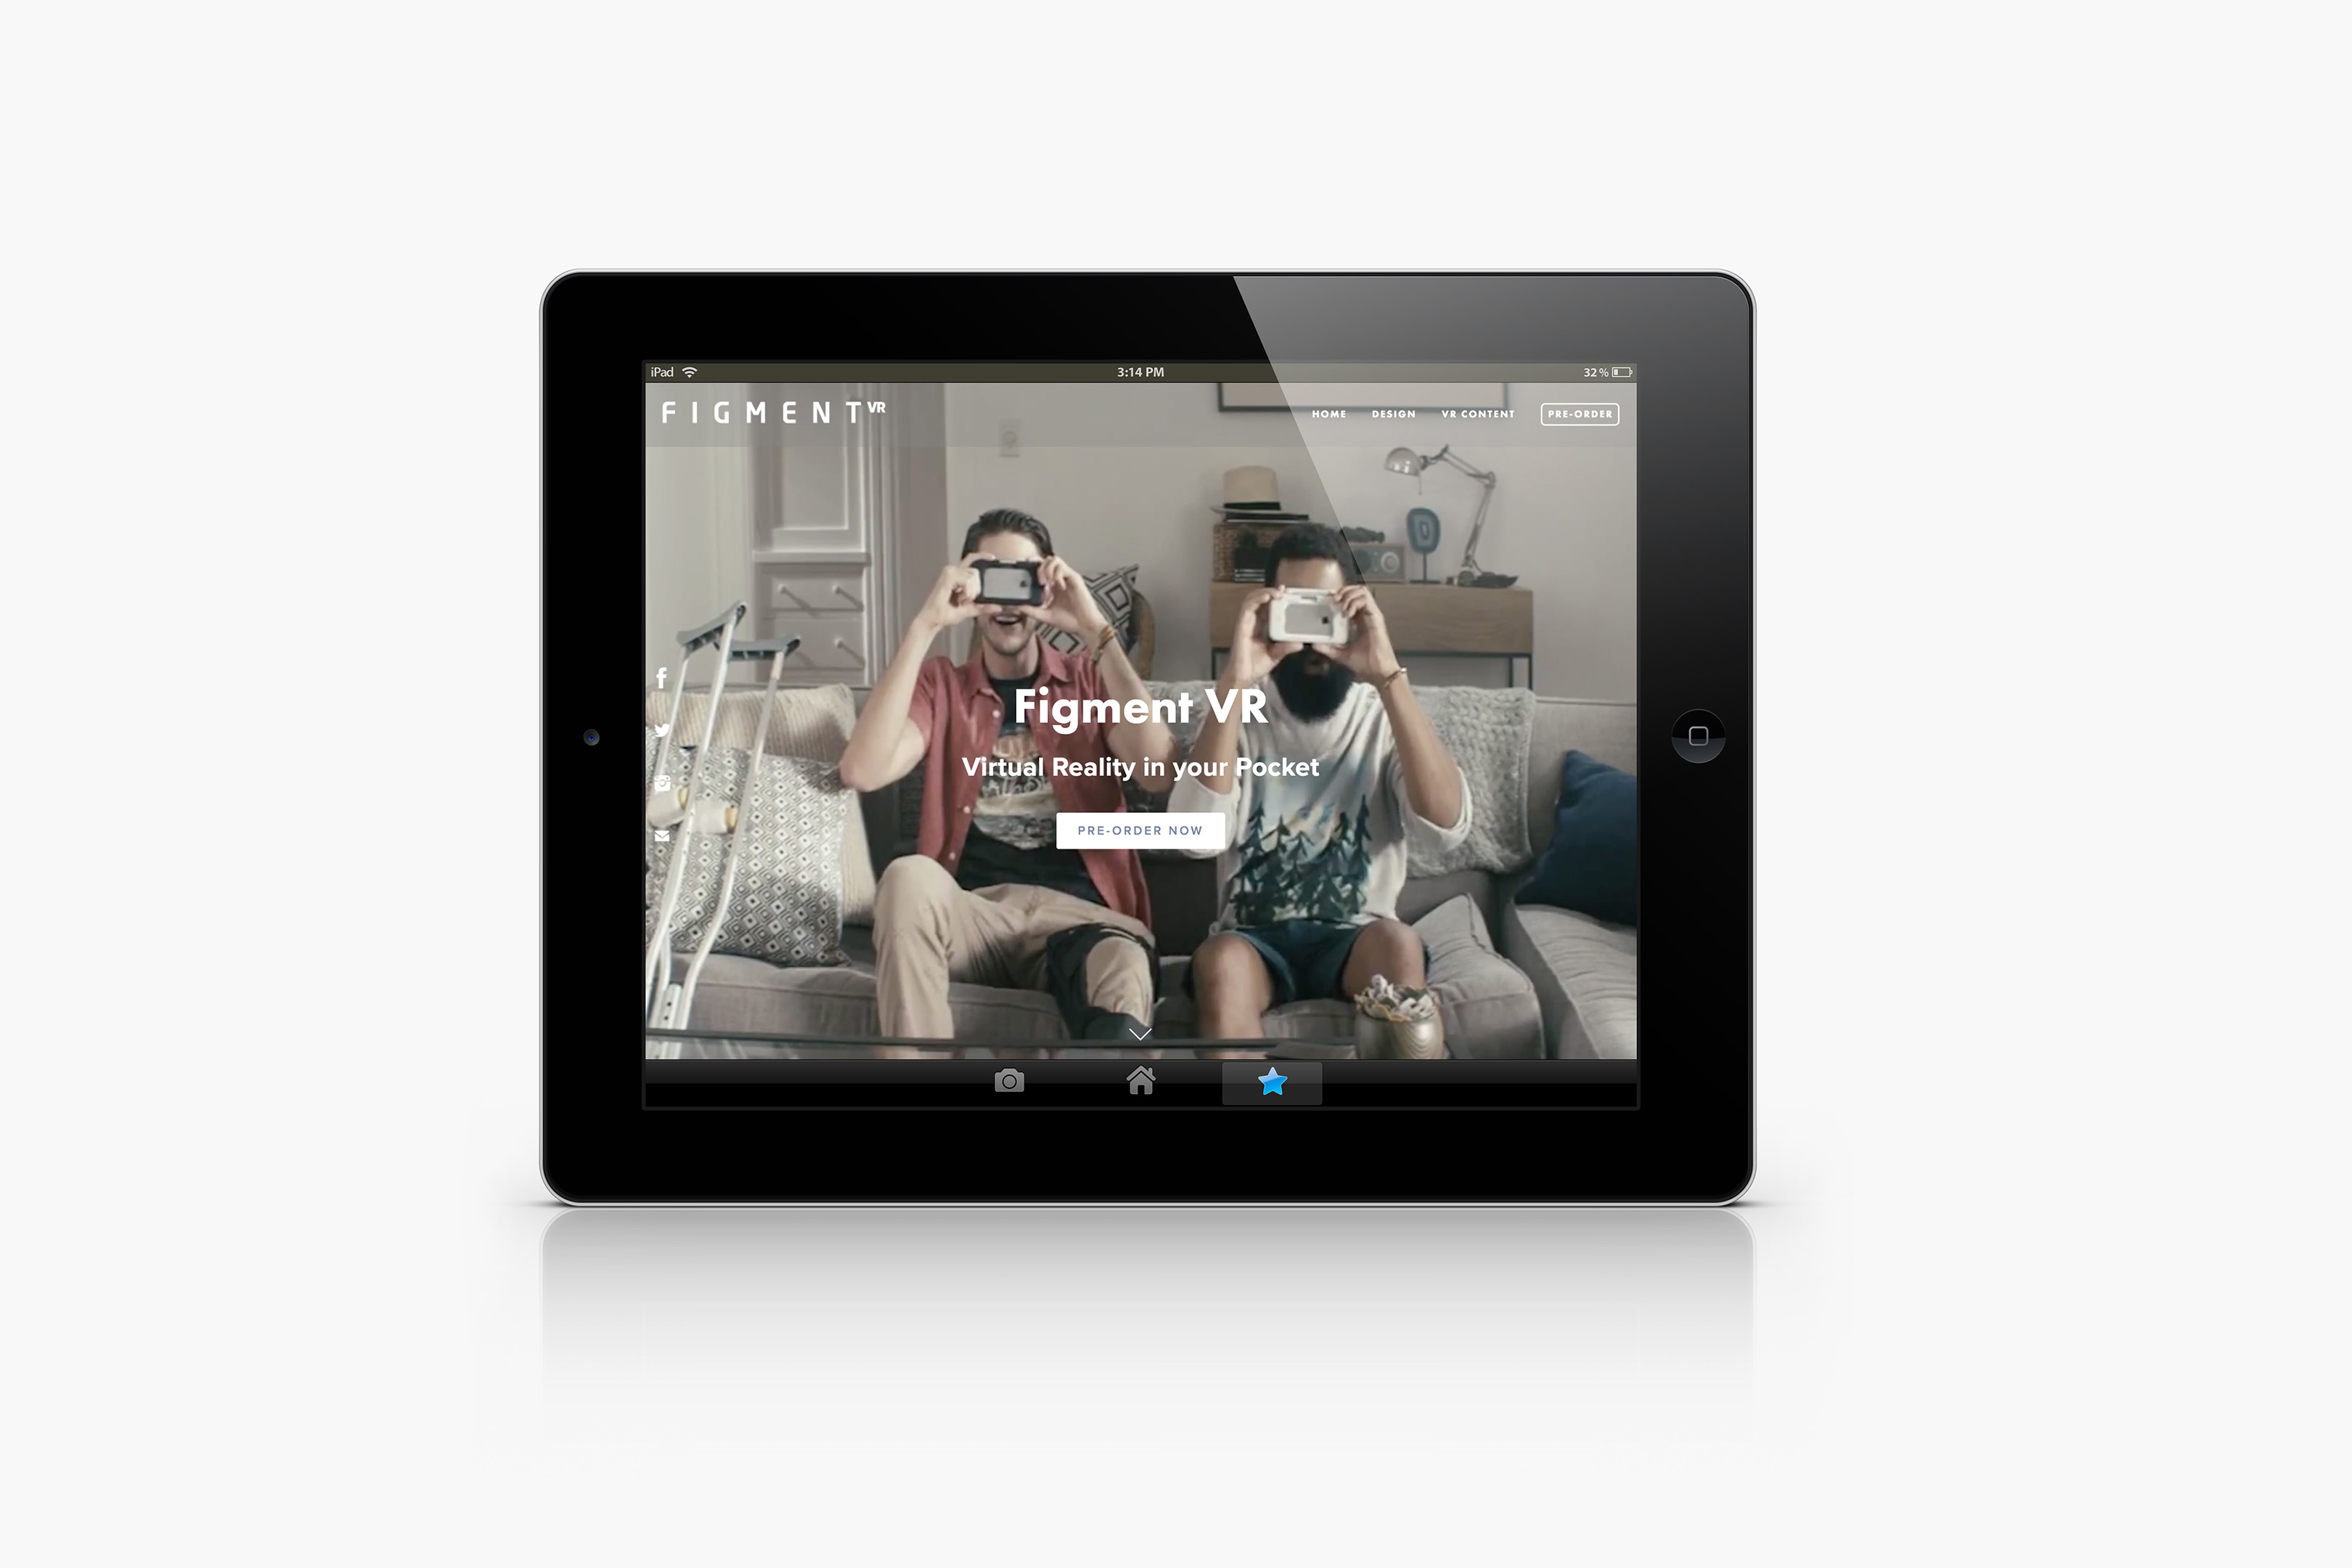 iPad 3:14 PM 32 %
FIGMENT VR HOME DESIGN VR CONTENT PRE-ORDER
Figment VR
Virtual Reality in your Pocket
PRE-ORDER NOW